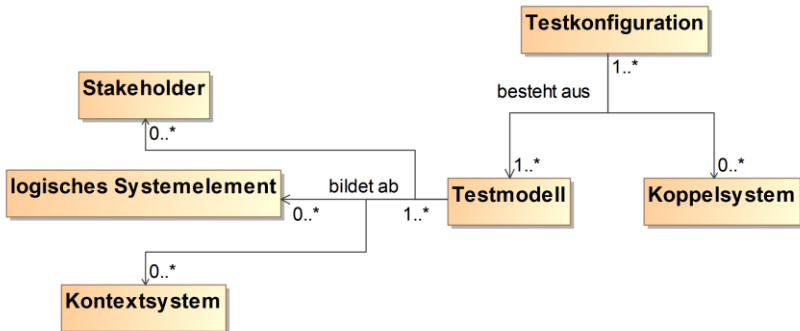 Testkonfiguration
1..*
besteht aus
Stakeholder
0..*
1..*
0..*
logisches Systemelement
bildet ab
Testmodell
Koppelsystem
0..*
1..*
0..*
Kontextsystem